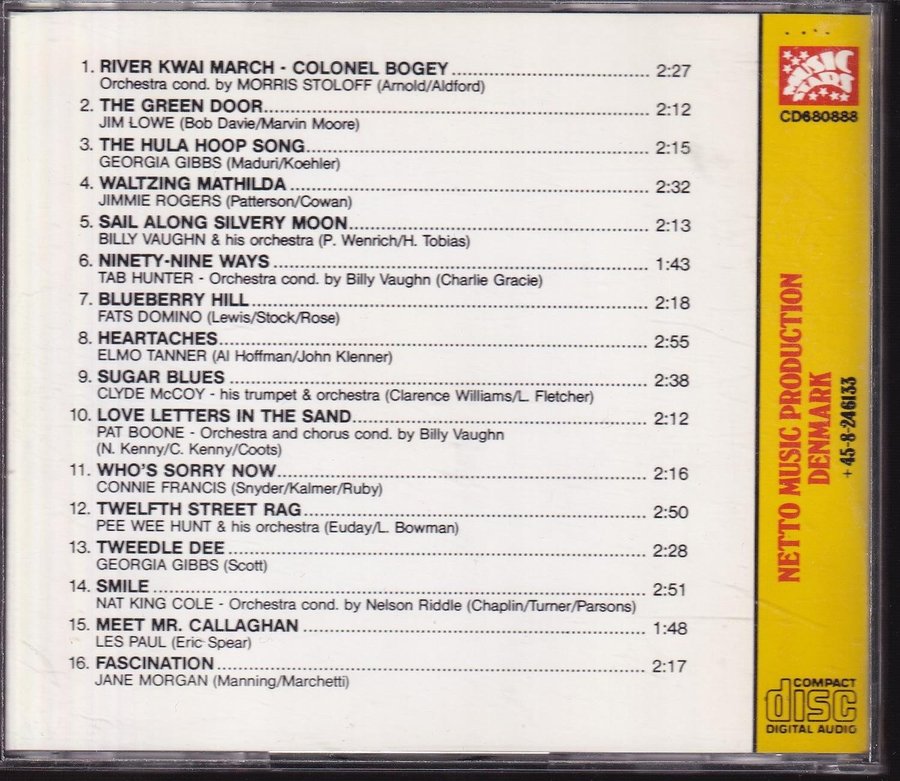 1. RIVER KWAI MARCH - COLONEL BOGEY 2:27
Orchestra cond. by MORRIS STOLOFF (Arnold/Aldford)
2. THE GREEN DOOR 2:12
JIM LOWE (Bob Davie/Marvin Moore)
3. THE HULA HOOP SONG 2:15
GEORGIA GIBBS (Maduri/Koehler)
4. WALTZING MATHILDA 2:32
JIMMIE ROGERS (Patterson/Cowan)
5. SAIL ALONG SILVERY MOON 2:13
BILLY VAUGHN & his orchestra (P. Wenrich/H. Tobias)
6. NINETY-NINE WAYS 1:43
TAB HUNTER - Orchestra cond. by Billy Vaughn (Charlie Gracie)
7. BLUEBERRY HILL 2:18
FATS DOMINO (Lewis/Stock/Rose)
8. HEARTACHES 2:55
ELMO TANNER (Al Hoffman/John Klenner)
9. SUGAR BLUES 2:38
CLYDE McCOY - his trumpet & orchestra (Clarence Williams/L. Fletcher)
10. LOVE LETTERS IN THE SAND 2:12
PAT BOONE - Orchestra and chorus cond. by Billy Vaughn
(N. Kenny/C. Kenny/Coots)
11. WHO'S SORRY NOW 2:16
CONNIE FRANCIS (Snyder/Kalmer/Ruby)
12. TWELFTH STREET RAG 2:50
PEE WEE HUNT & his orchestra (Euday/L. Bowman)
13. TWEEDLE DEE 2:28
GEORGIA GIBBS (Scott)
14. SMILE 2:51
NAT KING COLE - Orchestra cond. by Nelson Riddle (Chaplin/Turner/Parsons)
15. MEET MR. CALLAGHAN 1:48
LES PAUL (Eric Spear)
16. FASCINATION 2:17
JANE MORGAN (Manning/Marchetti)
MUSIC
STARS
CD680888
NETTO MUSIC PRODUCTION
DENMARK
+45-8-246133
COMPACT
disc
DIGITAL AUDIO